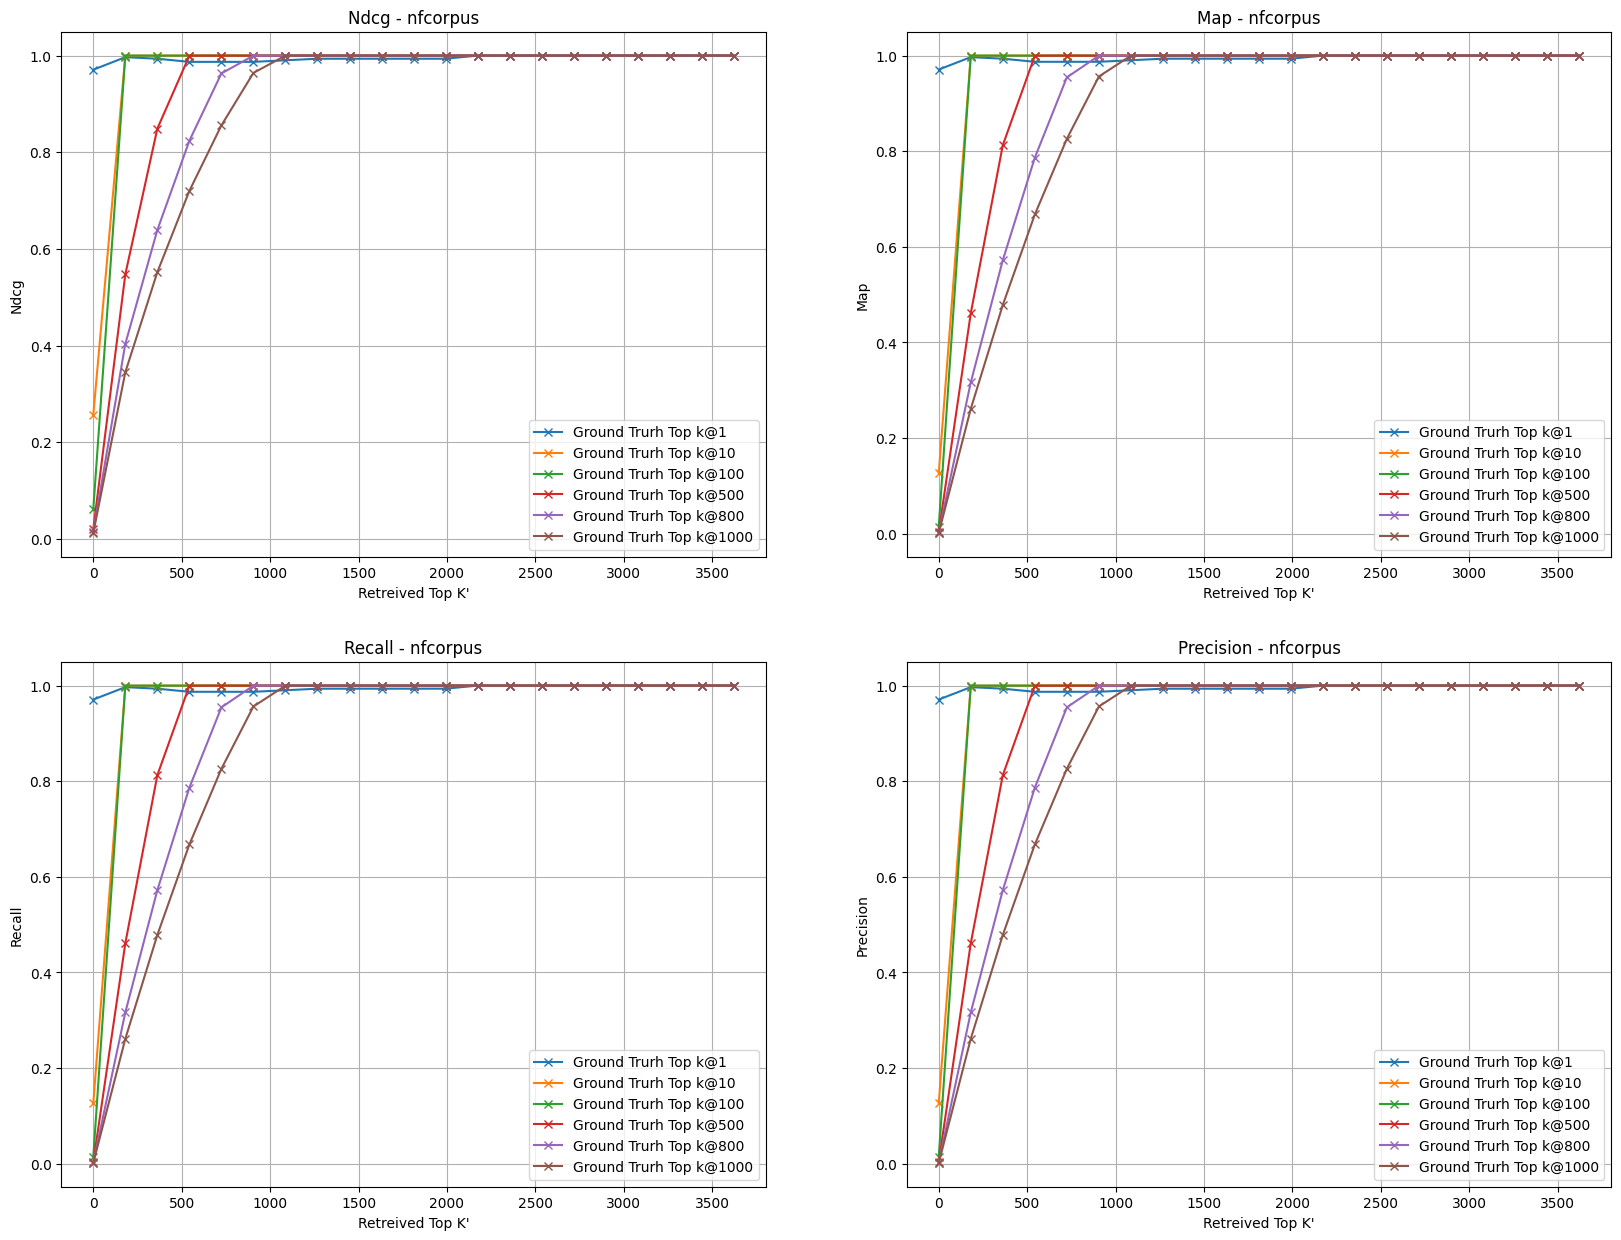 Ndcg - nfcorpus
1.0
0.8
0.6
0.4
0.2
0.0
Ndcg
Ground Trurh Top k@1
Ground Trurh Top k@10
Ground Trurh Top k@100
Ground Trurh Top k@500
Ground Trurh Top k@800
Ground Trurh Top k@1000
0 500 1000 1500 2000 2500 3000 3500
Retreived Top K'
Map - nfcorpus
1.0
0.8
0.6
0.4
0.2
0.0
Map
Ground Trurh Top k@1
Ground Trurh Top k@10
Ground Trurh Top k@100
Ground Trurh Top k@500
Ground Trurh Top k@800
Ground Trurh Top k@1000
0 500 1000 1500 2000 2500 3000 3500
Retreived Top K'
Recall - nfcorpus
1.0
0.8
0.6
0.4
0.2
0.0
Recall
Ground Trurh Top k@1
Ground Trurh Top k@10
Ground Trurh Top k@100
Ground Trurh Top k@500
Ground Trurh Top k@800
Ground Trurh Top k@1000
0 500 1000 1500 2000 2500 3000 3500
Retreived Top K'
Precision - nfcorpus
1.0
0.8
0.6
0.4
0.2
0.0
Precision
Ground Trurh Top k@1
Ground Trurh Top k@10
Ground Trurh Top k@100
Ground Trurh Top k@500
Ground Trurh Top k@800
Ground Trurh Top k@1000
0 500 1000 1500 2000 2500 3000 3500
Retreived Top K'